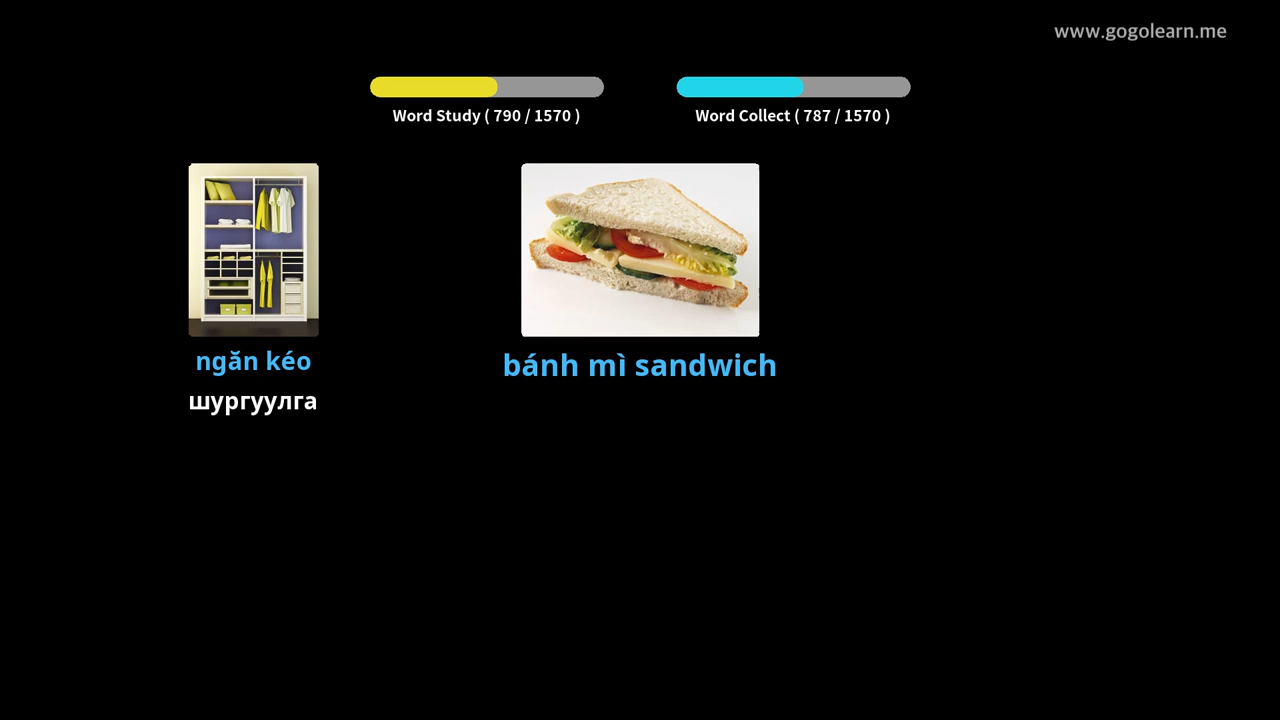 www.gogolearn.me
Word Study ( 790 / 1570 )
Word Collect ( 787 / 1570 )
ngăn kéo
шургуулга
bánh mì sandwich